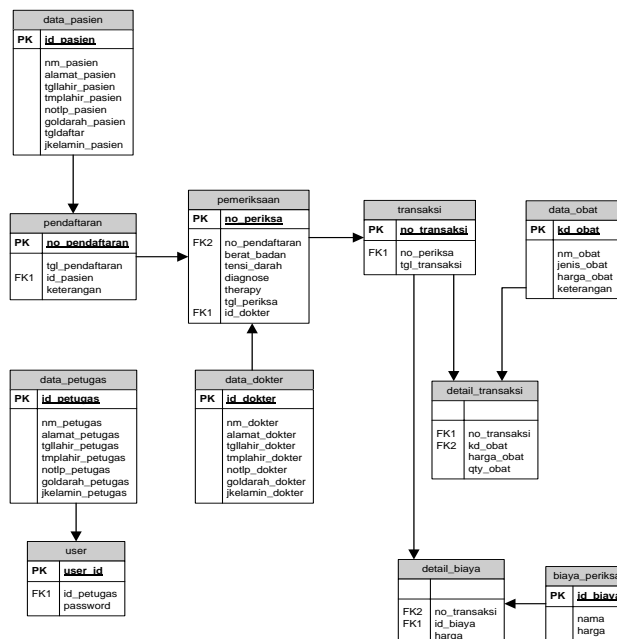 data_pasien
PK id_pasien
nm_pasien
alamat_pasien
tgllahir_pasien
tmplahir_pasien
notlp_pasien
goldarah_pasien
tgldaftar
jkelamin_pasien
pendaftaran
PK no_pendaftaran
tgl_pendaftaran
FK1 id_pasien
keterangan
pemeriksaan
PK no_periksa
FK2 no_pendaftaran
berat_badan
tensi_darah
diagnose
therapy
tgl_periksa
FK1 id_dokter
transaksi
PK no_transaksi
FK1 no_periksa
tgl_transaksi
data_obat
PK kd_obat
nm_obat
jenis_obat
harga_obat
keterangan
data_petugas
PK id_petugas
nm_petugas
alamat_petugas
tgllahir_petugas
tmplahir_petugas
notlp_petugas
goldarah_petugas
jkelamin_petugas
data_dokter
PK id_dokter
nm_dokter
alamat_dokter
tgllahir_dokter
tmplahir_dokter
notlp_dokter
goldarah_dokter
jkelamin_dokter
detail_transaksi
FK1 no_transaksi
FK2 kd_obat
harga_obat
qty_obat
user
PK user_id
FK1 id_petugas
password
detail_biaya
FK2 no_transaksi
FK1 id_biaya
harga
biaya_periksa
PK id_biaya
nama
harga